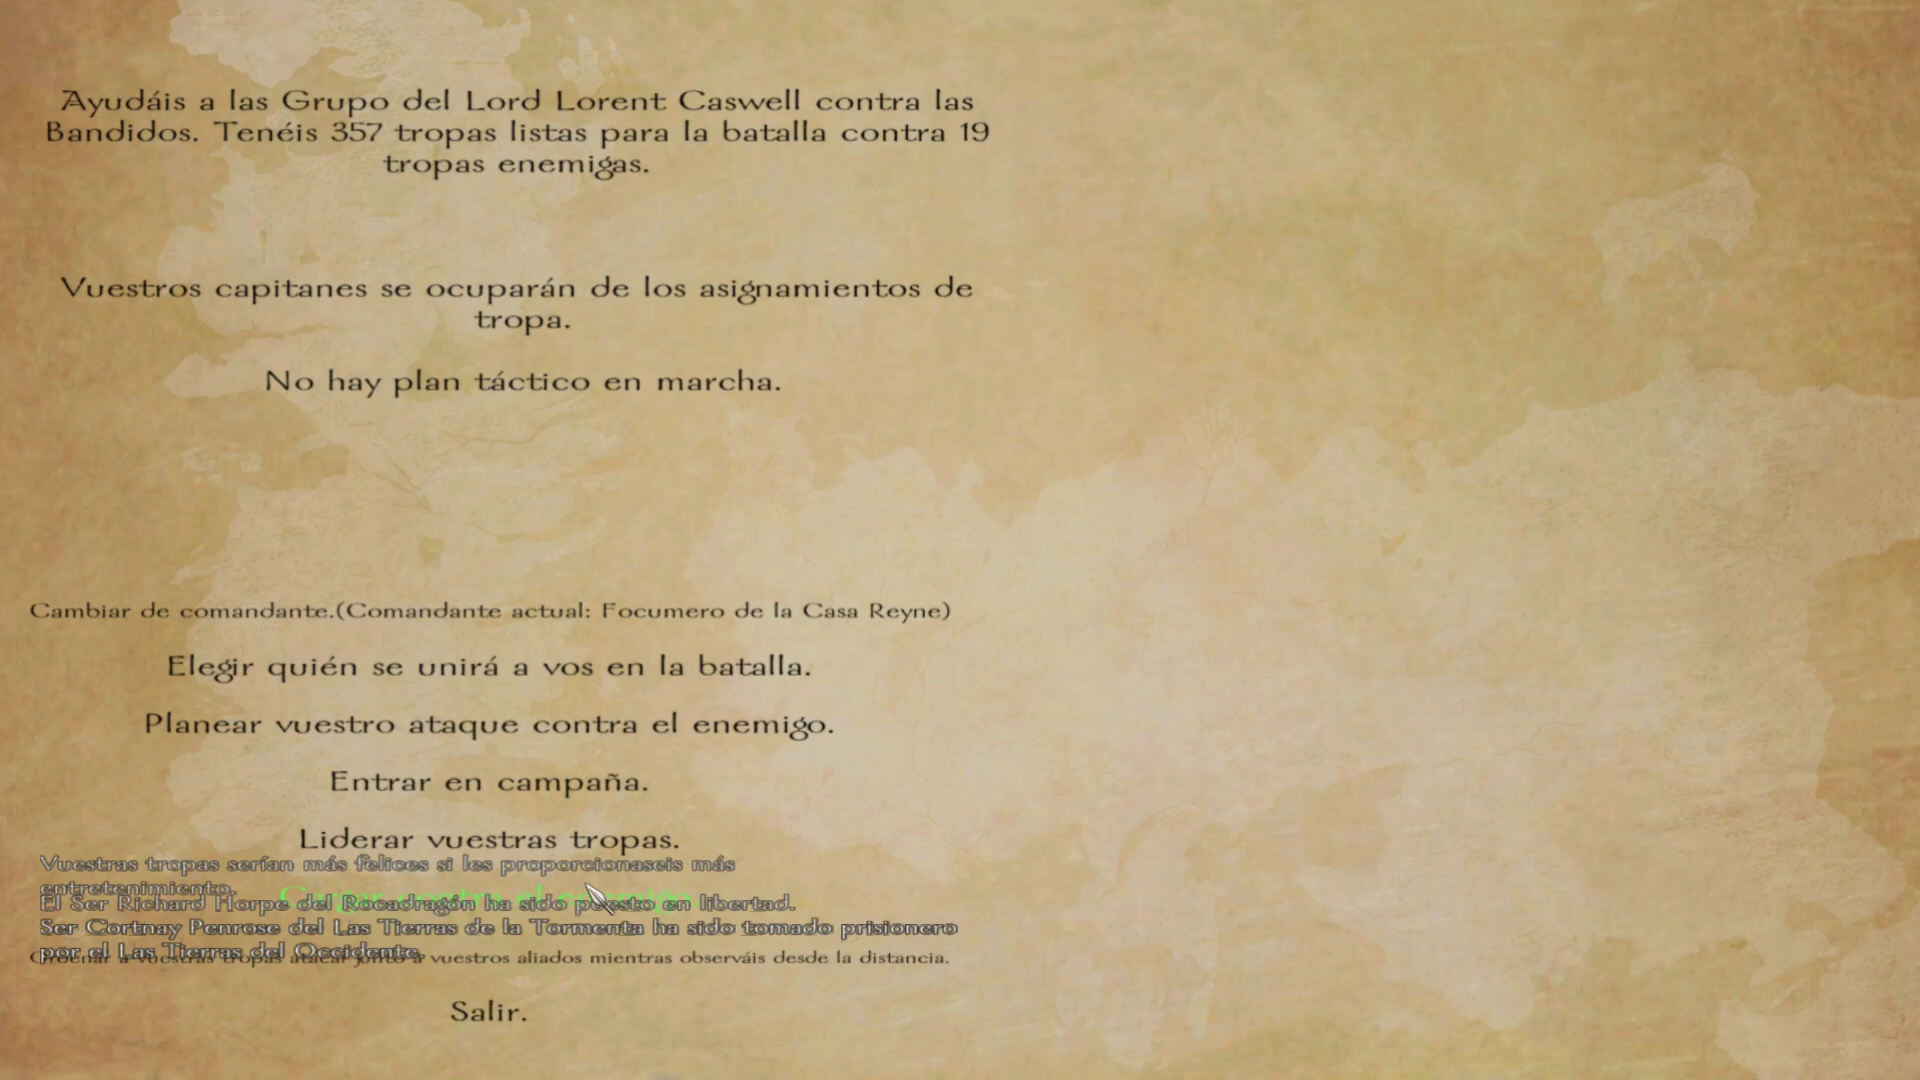 Ayudáis a las Grupo del Lord Lorent Caswell contra las
Bandidos. Tenéis 357 tropas listas para la batalla contra 19
tropas enemigas.
Vuestros capitanes se ocuparán de los asignamientos de
tropa.
No hay plan táctico en marcha.
Cambiar de comandante.(Comandante actual: Focumero de la Casa Reyne)
Elegir quién se unirá a vos en la batalla.
Planear vuestro ataque contra el enemigo.
Entrar en campaña.
Liderar vuestras tropas.
Vuestras tropas serían más felices si les proporcionaseis más
entretenimiento.
El Ser Richard Horpe del Rocadragón ha sido puesto en libertad.
Ser Cortnay Penrose del Las Tierras de la Tormenta ha sido tomado prisionero
por el Las Tierras del Occidente.
Ordenar a vuestras tropas atacar junto a vuestros aliados mientras observáis desde la distancia.
Salir.